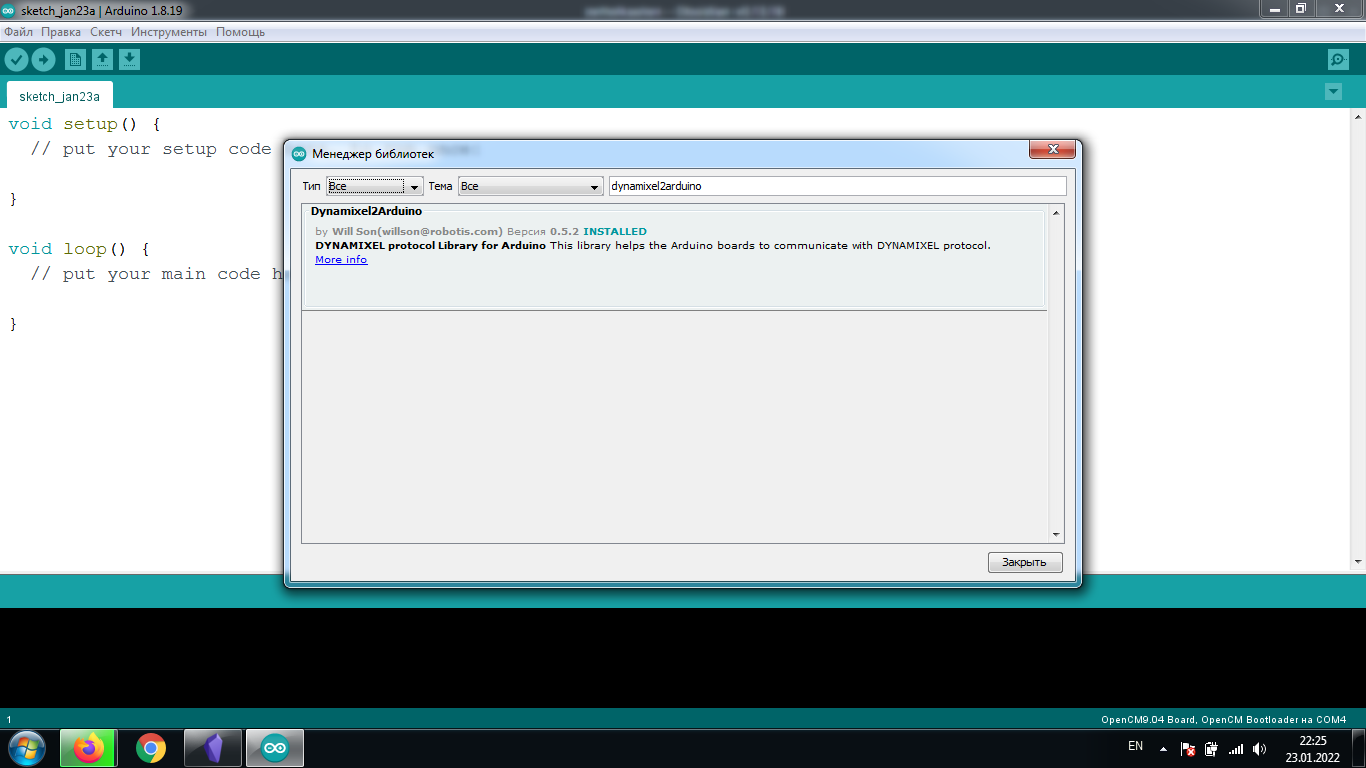 sketch_jan23a | Arduino 1.8.19
Файл Правка Скетч Инструменты Помощь
sketch_jan23a
void setup() {
// put your setup code
}
void loop() {
// put your main code h
}
Менеджер библиотек
Тип Все Тема Все dynamixel2arduino
Dynamixel2Arduino
by Will Son(willson@robotis.com) Версия 0.5.2 INSTALLED
DYNAMIXEL protocol Library for Arduino This library helps the Arduino boards to communicate with DYNAMIXEL protocol.
More info
Закрыть
1 OpenCM9.04 Board, OpenCM Bootloader на COM4
EN 22:25
23.01.2022